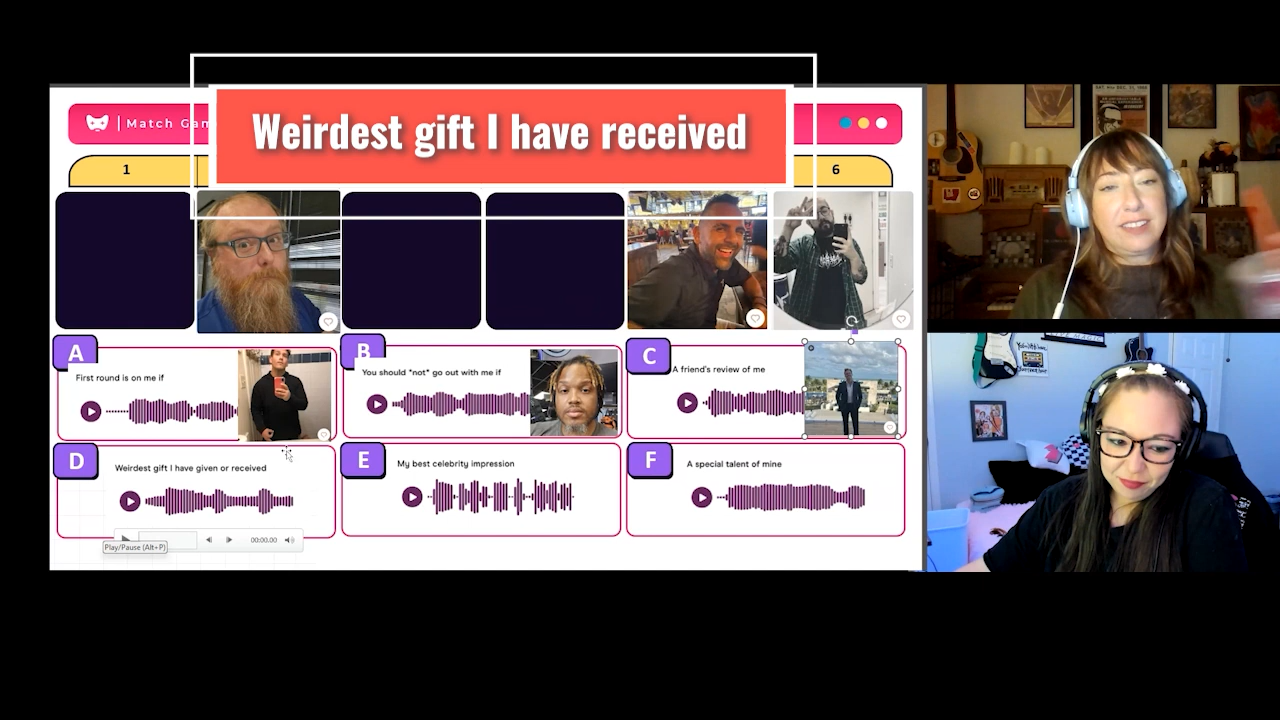 Weirdest gift I have received
| Match Gam
1
6
A
First round is on me if
B
You should *not* go out with me if
C
A friend's review of me
D
Weirdest gift I have given or received
Play/Pause (Alt+P)
00:00.00
E
My best celebrity impression
F
A special talent of mine